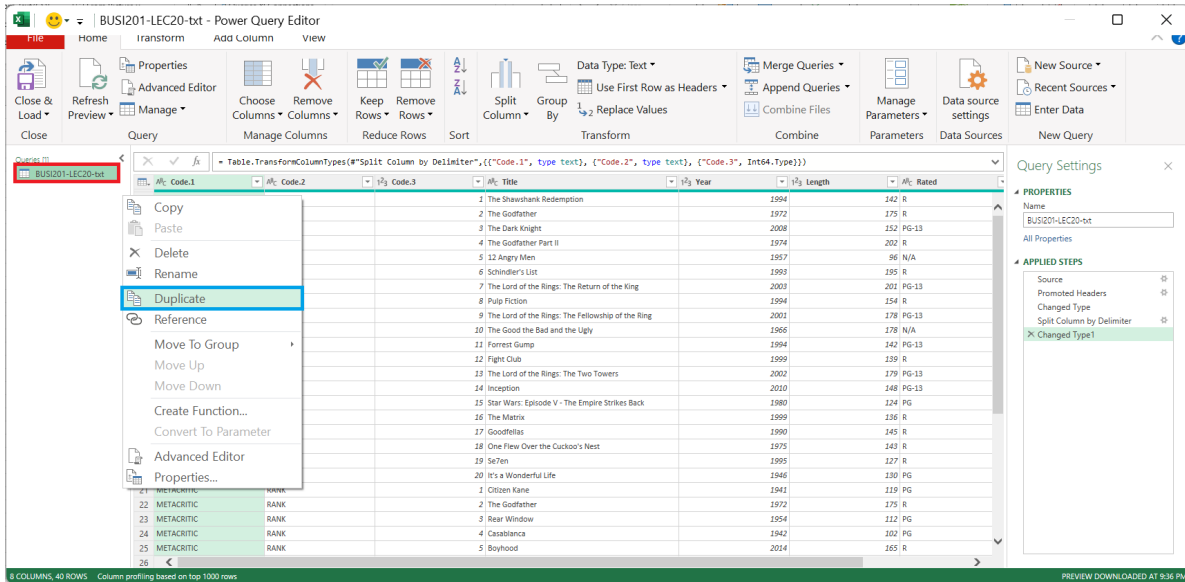 BUSI201-LEC20-txt - Power Query Editor
File Home Transform Add Column View
Close & Load
Refresh Preview
Properties
Advanced Editor
Manage
Choose Columns
Remove Columns
Keep Rows
Remove Rows
Split Column
Group By
Data Type: Text
Use First Row as Headers
Replace Values
Merge Queries
Append Queries
Combine Files
Manage Parameters
Data source settings
New Source
Recent Sources
Enter Data
Close Query Manage Columns Reduce Rows Sort Transform Combine Parameters Data Sources New Query
Queries [1]
BUSI201-LEC20-txt
fx = Table.TransformColumnTypes(#"Split Column by Delimiter",{{"Code.1", type text}, {"Code.2", type text}, {"Code.3", Int64.Type}})
Code.1 Code.2 Code.3 Title Year Length Rated
1 The Shawshank Redemption 1994 142 R
2 The Godfather 1972 175 R
3 The Dark Knight 2008 152 PG-13
4 The Godfather Part II 1974 202 R
5 12 Angry Men 1957 96 N/A
6 Schindler's List 1993 195 R
7 The Lord of the Rings: The Return of the King 2003 201 PG-13
8 Pulp Fiction 1994 154 R
9 The Lord of the Rings: The Fellowship of the Ring 2001 178 PG-13
10 The Good the Bad and the Ugly 1966 178 N/A
11 Forrest Gump 1994 142 PG-13
12 Fight Club 1999 139 R
13 The Lord of the Rings: The Two Towers 2002 179 PG-13
14 Inception 2010 148 PG-13
15 Star Wars: Episode V - The Empire Strikes Back 1980 124 PG
16 The Matrix 1999 136 R
17 Goodfellas 1990 145 R
18 One Flew Over the Cuckoo's Nest 1975 143 R
19 Se7en 1995 127 R
20 It's a Wonderful Life 1946 130 PG
21 METACRITIC RANK 1 Citizen Kane 1941 119 PG
22 METACRITIC RANK 2 The Godfather 1972 175 R
23 METACRITIC RANK 3 Rear Window 1954 112 PG
24 METACRITIC RANK 4 Casablanca 1942 102 PG
25 METACRITIC RANK 5 Boyhood 2014 165 R
26
Copy
Paste
Delete
Rename
Duplicate
Reference
Move To Group
Move Up
Move Down
Create Function...
Convert To Parameter
Advanced Editor
Properties...
Query Settings
PROPERTIES
Name
BUSI201-LEC20-txt
All Properties
APPLIED STEPS
Source
Promoted Headers
Changed Type
Split Column by Delimiter
Changed Type1
8 COLUMNS, 40 ROWS Column profiling based on top 1000 rows
PREVIEW DOWNLOADED AT 9:36 PM